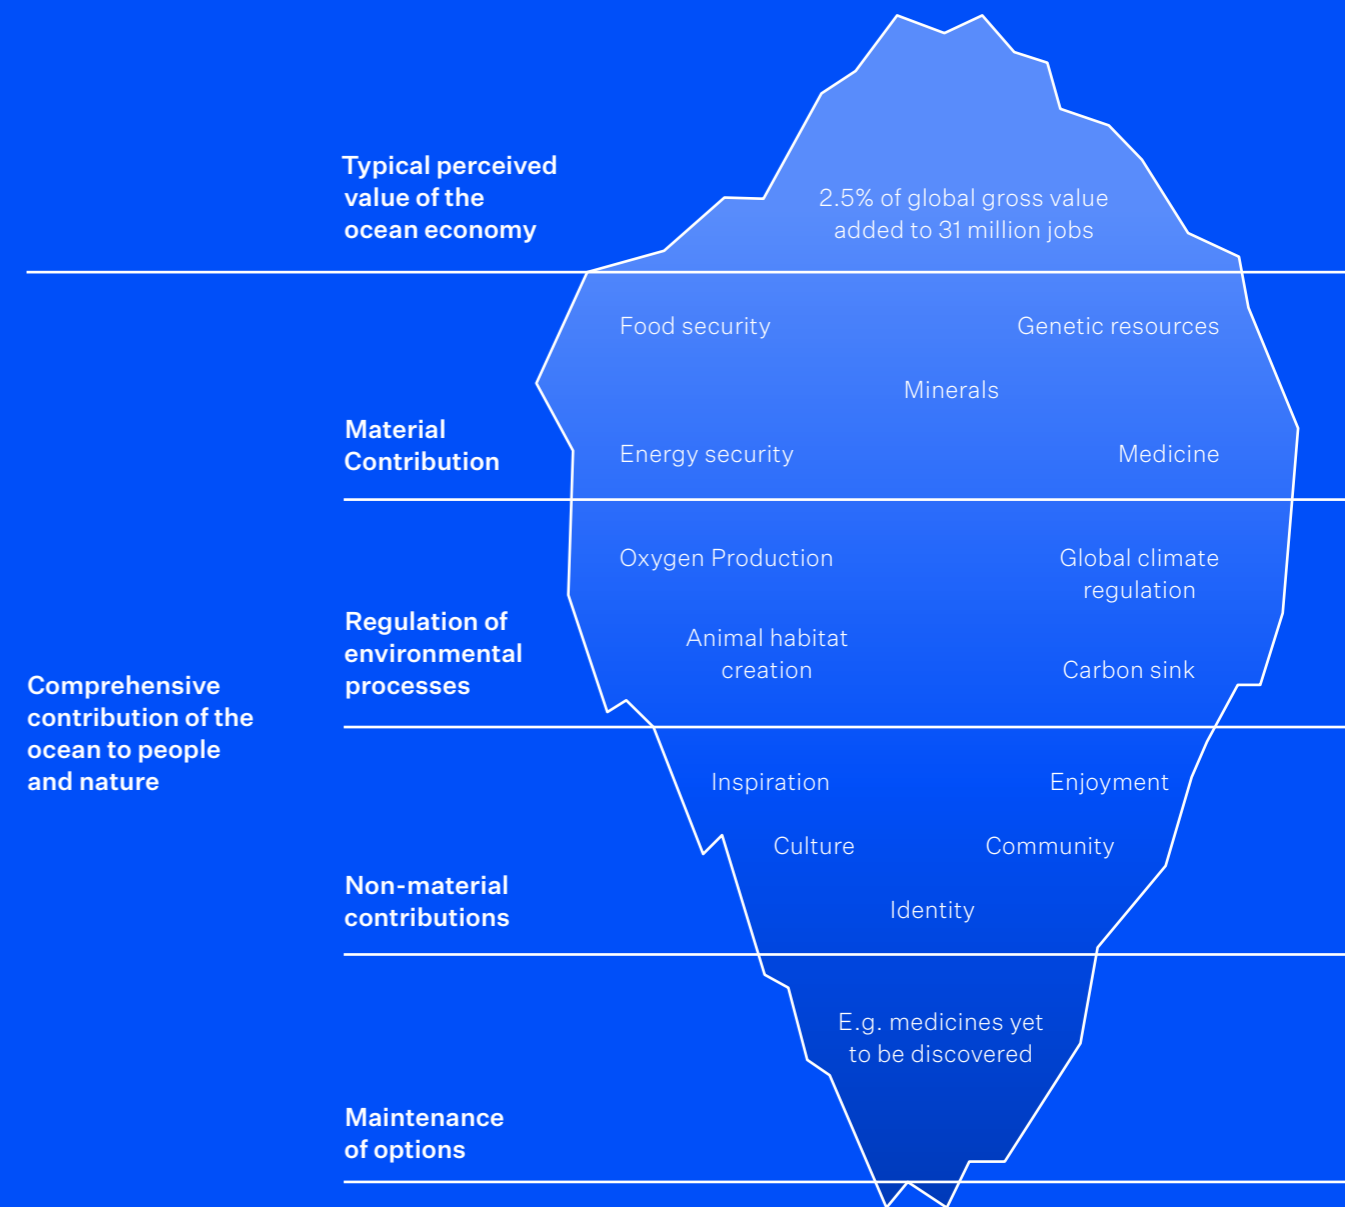 Typical perceived
value of the
ocean economy
2.5% of global gross value
added to 31 million jobs
Comprehensive
contribution of the
ocean to people
and nature
Material
Contribution
Food security
Genetic resources
Minerals
Energy security
Medicine
Regulation of
environmental
processes
Oxygen Production
Global climate
regulation
Animal habitat
creation
Carbon sink
Non-material
contributions
Inspiration
Enjoyment
Culture
Community
Identity
Maintenance
of options
E.g. medicines yet
to be discovered